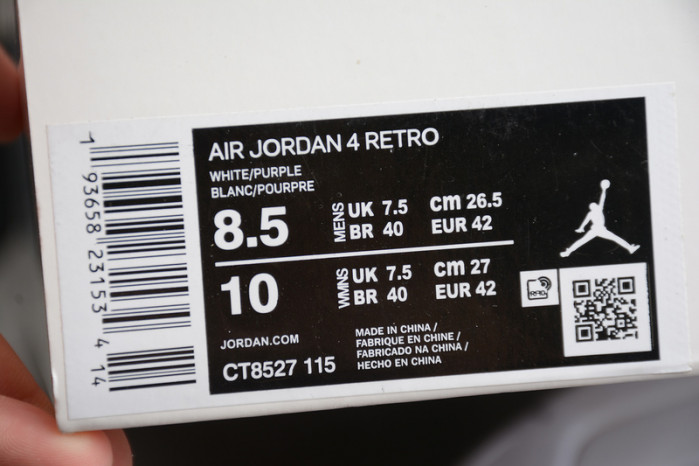 AIR JORDAN 4 RETRO
WHITE/PURPLE
BLANC/POURPRE
8.5
MENS
UK 7.5 Cm 26.5
BR 40 EUR 42
10
WMNS
UK 7.5 Cm 27
BR 40 EUR 42
JORDAN.COM
CT8527 115
MADE IN CHINA /
FABRIQUE EN CHINE /
FABRICADO NA CHINA /
HECHO EN CHINA
1 93658 23153 4 14